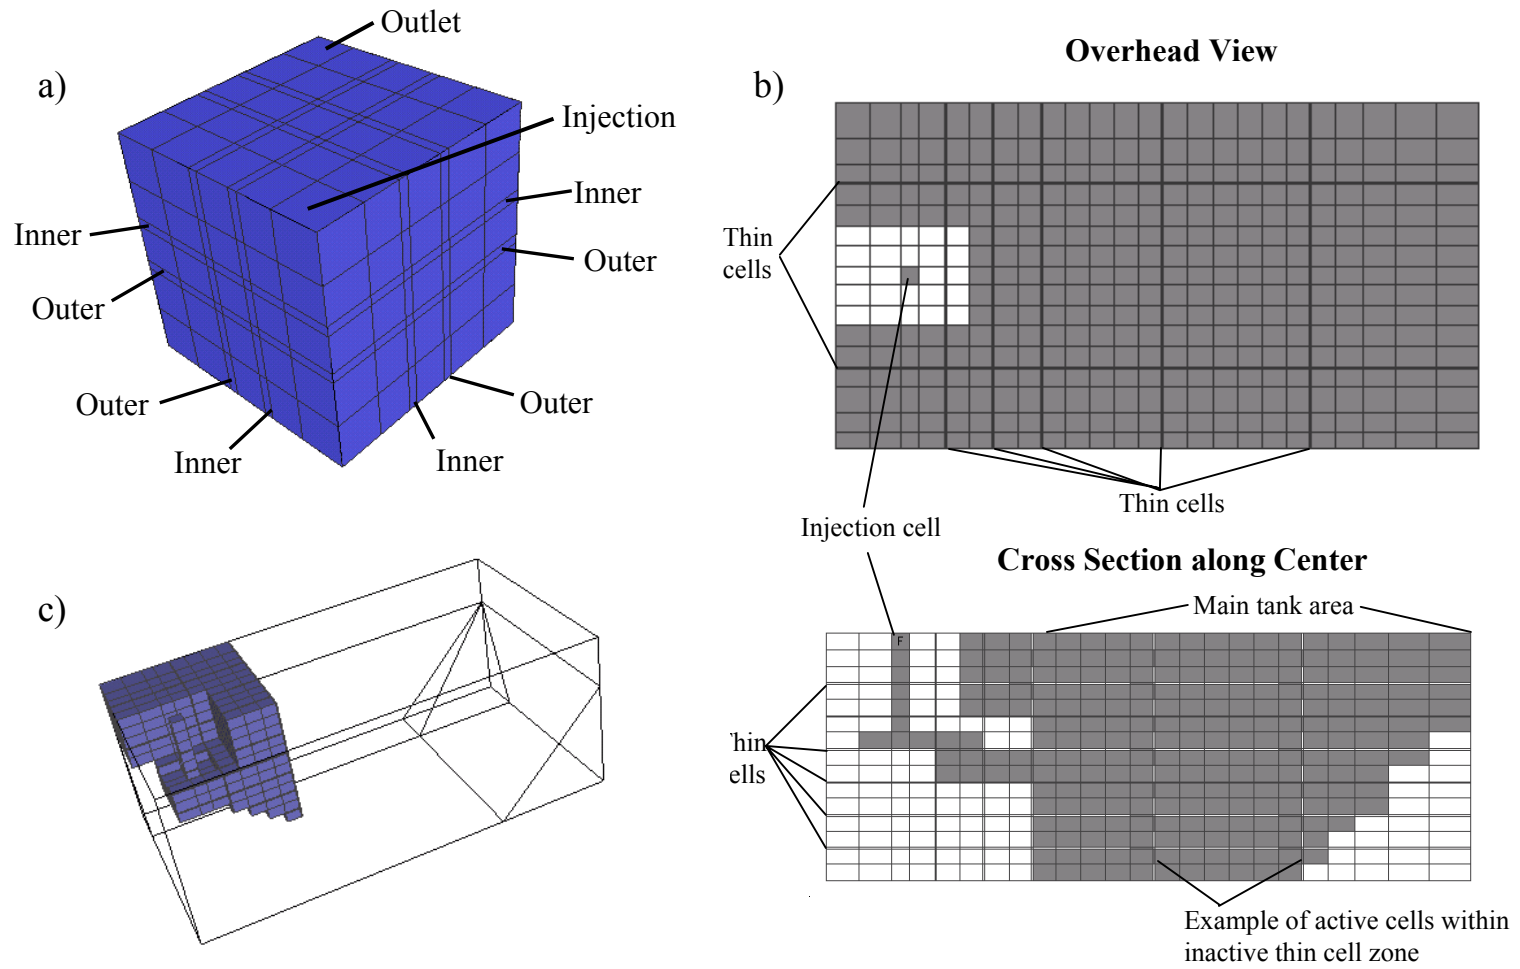 a)
Outlet
Injection
Inner
Outer
Inner
Outer
Outer
Inner
Inner
Outer
b)
Overhead View
Thin
cells
Thin cells
Injection cell
Cross Section along Center
Main tank area
F
hin
ells
Example of active cells within
inactive thin cell zone
c)